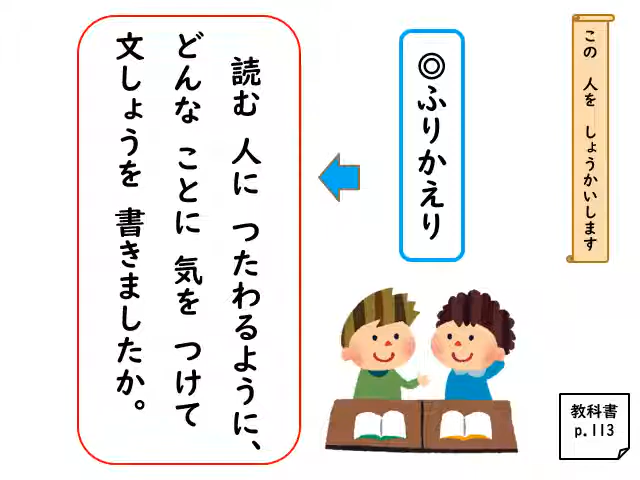 この 人を しょうかいします
◎ふりかえり
読む 人に つたわるように、
どんな ことに 気を つけて
文しょうを 書きましたか。
教科書
p.113